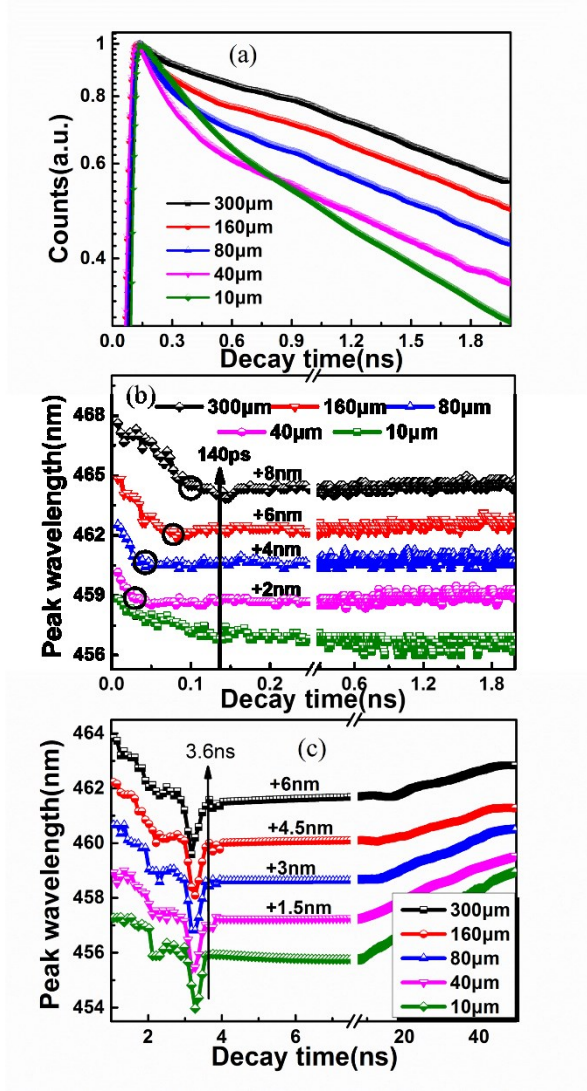 (a)
1
0.8
0.6
0.4
Counts(a.u.)
300μm
160μm
80μm
40μm
10μm
0.3 0.6 0.9 1.2 1.5 1.8
Decay time(ns)
(b)
300μm 160μm 80μm
40μm 10μm
468
465
462
459
456
Peak wavelength(nm)
140ps
+8nm
+6nm
+4nm
+2nm
0.0 0.1 0.2 0.6 1.2 1.8
Decay time(ns)
(c)
464
462
460
458
456
454
Peak wavelength(nm)
3.6ns
+6nm
+4.5nm
+3nm
+1.5nm
300μm
160μm
80μm
40μm
10μm
2 4 6 20 40
Decay time(ns)